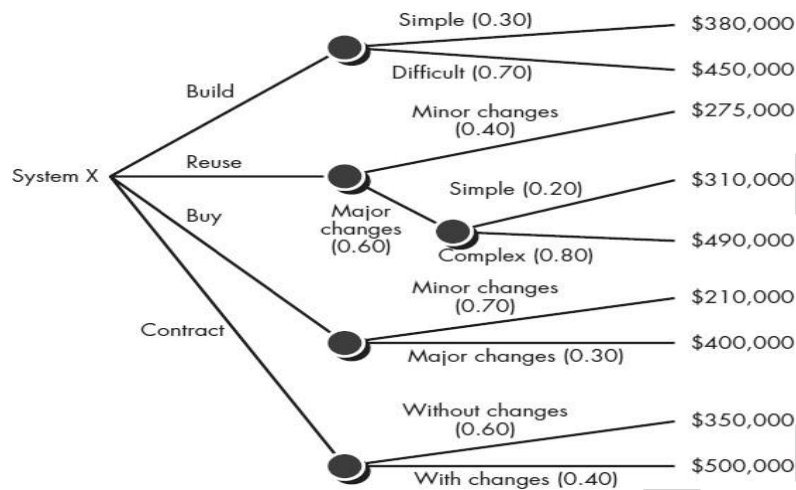 Simple (0.30)
$380,000
Difficult (0.70)
$450,000
Build
Minor changes
(0.40)
$275,000
System X
Reuse
Simple (0.20)
$310,000
Major
changes
(0.60)
Complex (0.80)
$490,000
Buy
Minor changes
(0.70)
$210,000
Major changes (0.30)
$400,000
Contract
Without changes
(0.60)
$350,000
With changes (0.40)
$500,000